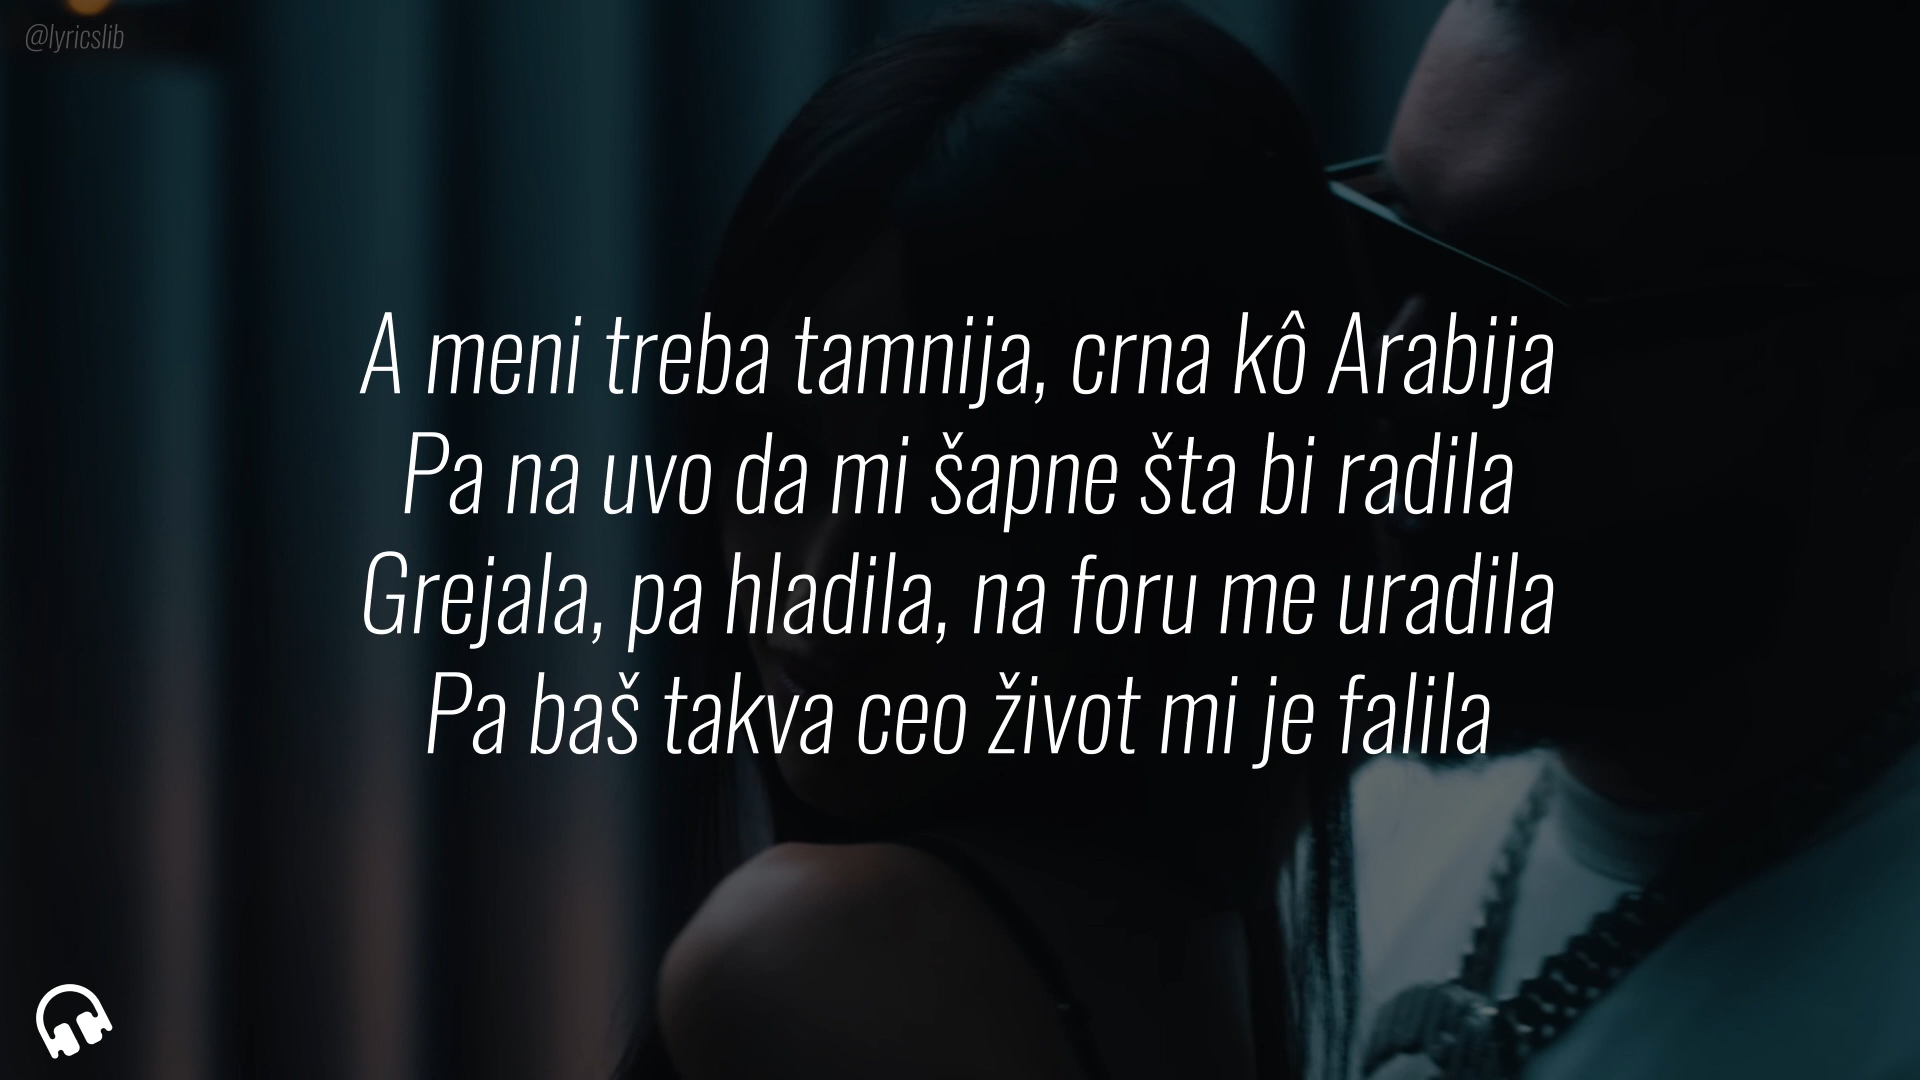 @lyricslib
A meni treba tamnija, crna kô Arabija
Pa na uvo da mi šapne šta bi radila
Grejala, pa hladila, na foru me uradila
Pa baš takva ceo život mi je falila